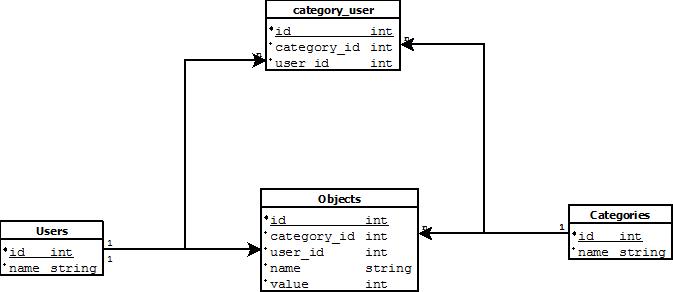 category_user
id int
category_id int
user_id int
n
n
Objects
id int
category_id int
user_id int
name string
value int
n
Users
id int
name string
1
1
Categories
id int
name string
1